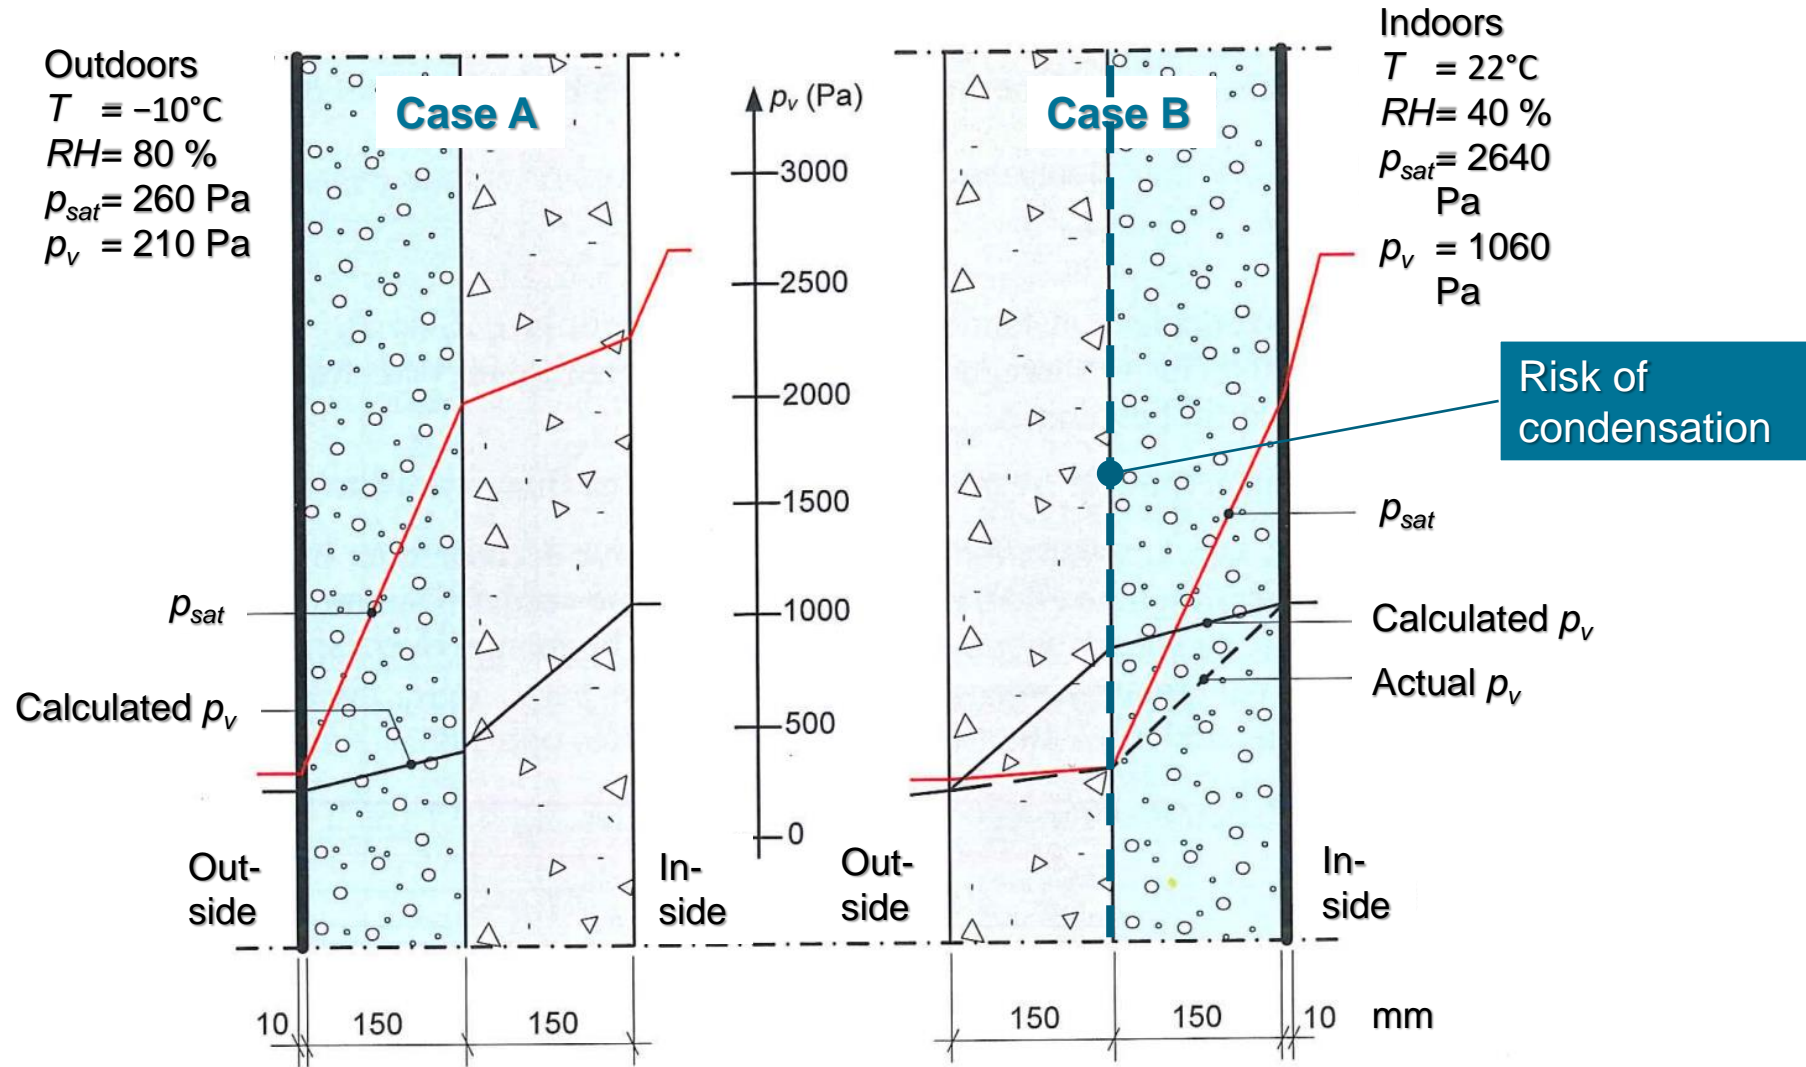 Outdoors
T = −10°C
RH= 80 %
psat= 260 Pa
pv = 210 Pa
Case A
pv (Pa)
3000
2500
2000
1500
1000
500
0
psat
Calculated pv
Out-
side
In-
side
10
150
150
Case B
Indoors
T = 22°C
RH= 40 %
psat= 2640
Pa
pv = 1060
Pa
Risk of
condensation
psat
Calculated pv
Actual pv
Out-
side
In-
side
150
150
10
mm